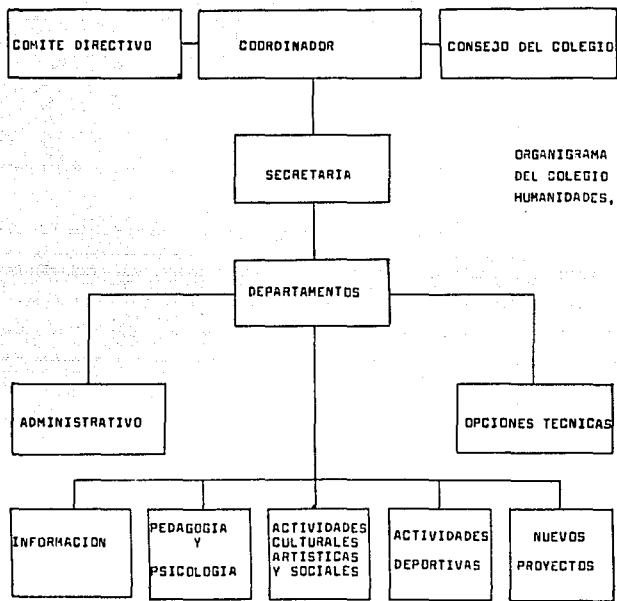 COMITE DIRECTIVO
COORDINADOR
CONSEJO DEL COLEGIO
SECRETARIA
ORGANIGRAMA
DEL COLEGIO
HUMANIDADES,
DEPARTAMENTOS
ADMINISTRATIVO
OPCIONES TECNICAS
INFORMACION
PEDAGOGIA
Y
PSICOLOGIA
ACTIVIDADES
CULTURALES
ARTISTICAS
Y SOCIALES
ACTIVIDADES
DEPORTIVAS
NUEVOS
PROYECTOS